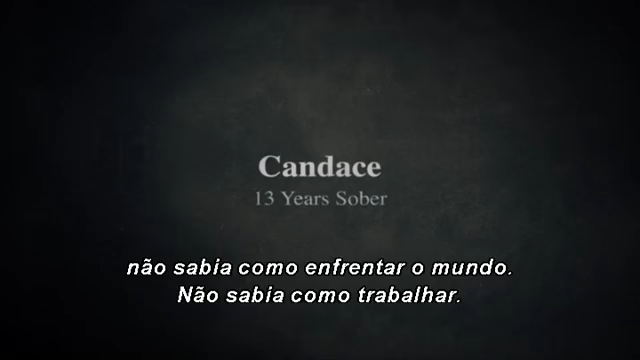 Candace
13 Years Sober
não sabia como enfrentar o mundo.
Não sabia como trabalhar.